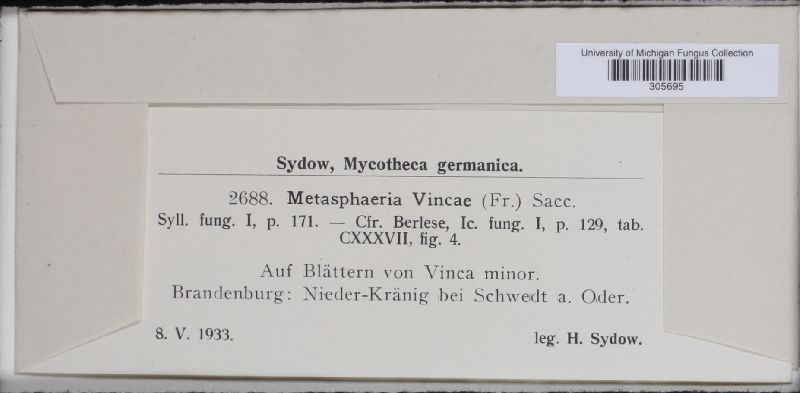 University of Michigan Fungus Collection
305695
Sydow, Mycotheca germanica.
2688. Metasphaeria Vincae (Fr.) Sacc.
Syll. fung. I, p. 171. — Cfr. Berlese, Ic. fung. I, p. 129, tab.
CXXXVII, fig. 4.
Auf Blättern von Vinca minor.
Brandenburg: Nieder-Kränig bei Schwedt a. Oder.
8. V. 1933. leg. H. Sydow.